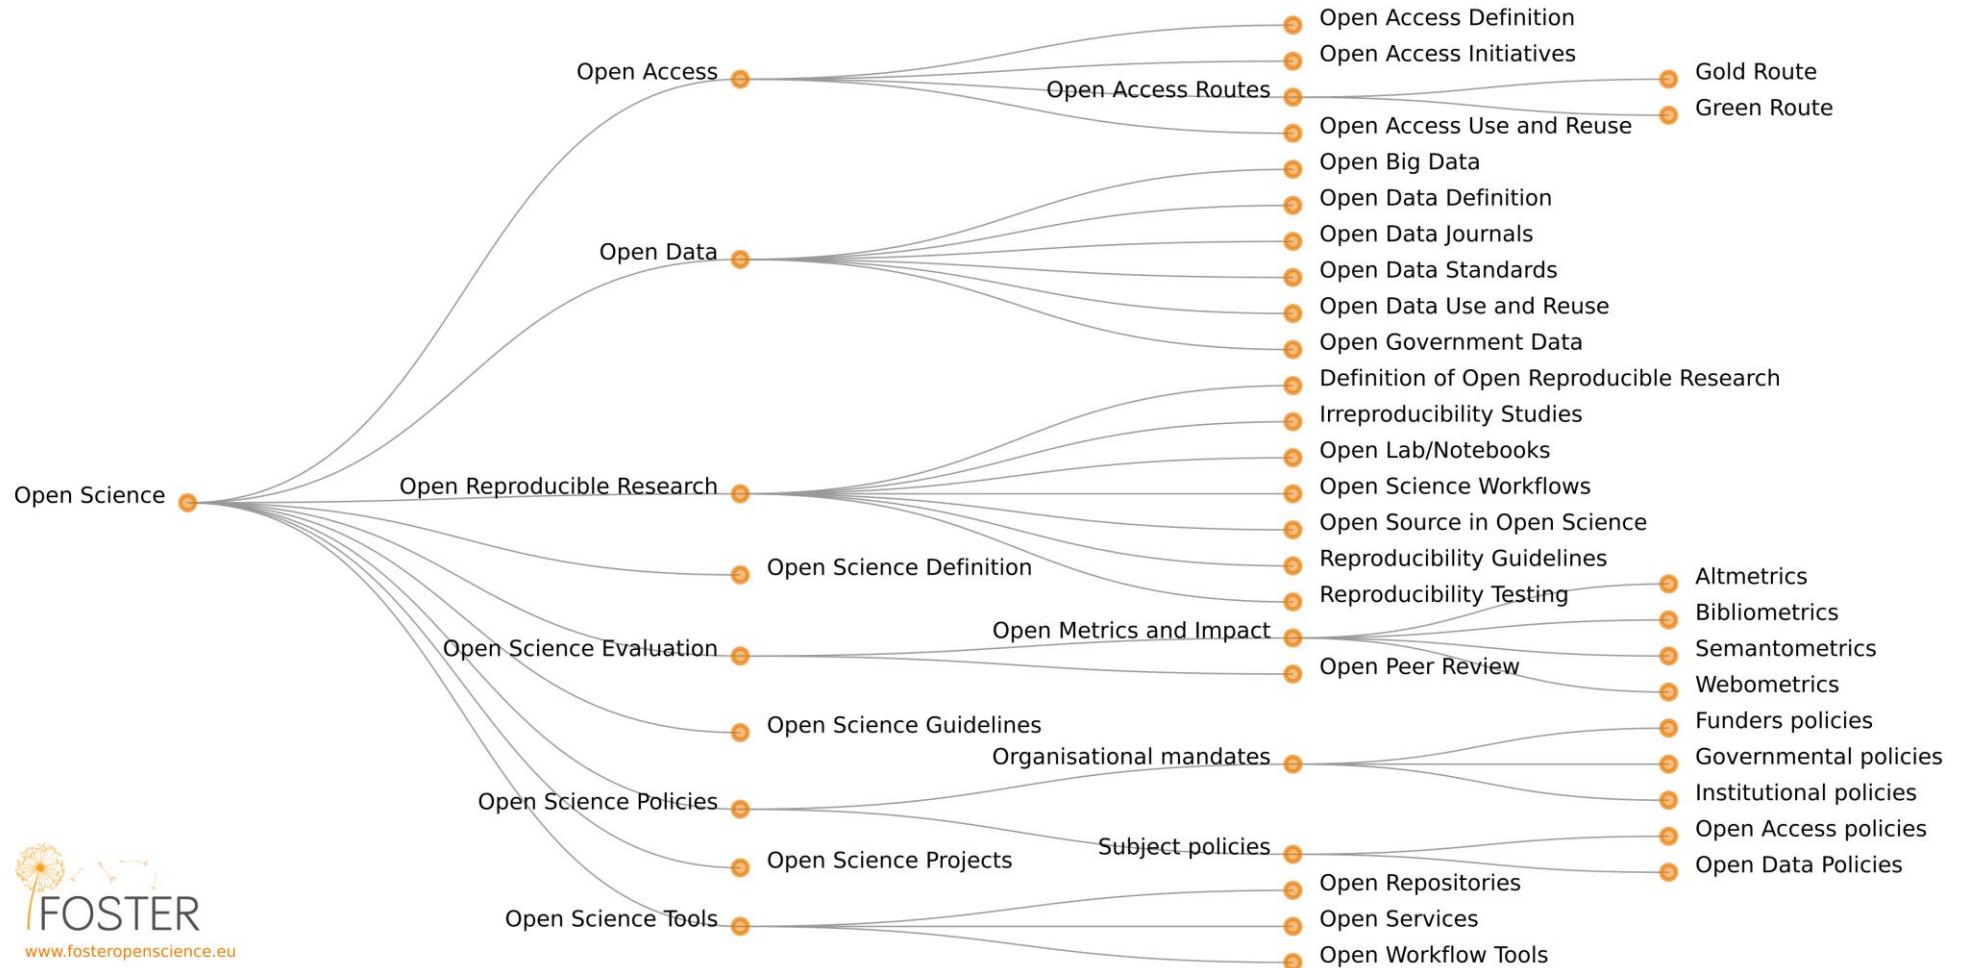 Open Science
Open Access
Open Access Definition
Open Access Initiatives
Open Access Routes
Gold Route
Green Route
Open Access Use and Reuse
Open Data
Open Big Data
Open Data Definition
Open Data Journals
Open Data Standards
Open Data Use and Reuse
Open Government Data
Open Reproducible Research
Definition of Open Reproducible Research
Irreproducibility Studies
Open Lab/Notebooks
Open Science Workflows
Open Source in Open Science
Reproducibility Guidelines
Reproducibility Testing
Open Science Definition
Open Science Evaluation
Open Metrics and Impact
Altmetrics
Bibliometrics
Semantometrics
Webometrics
Open Peer Review
Open Science Guidelines
Open Science Policies
Organisational mandates
Funders policies
Governmental policies
Institutional policies
Subject policies
Open Access policies
Open Data Policies
Open Science Projects
Open Science Tools
Open Repositories
Open Services
Open Workflow Tools
FOSTER
www.fosteropenscience.eu